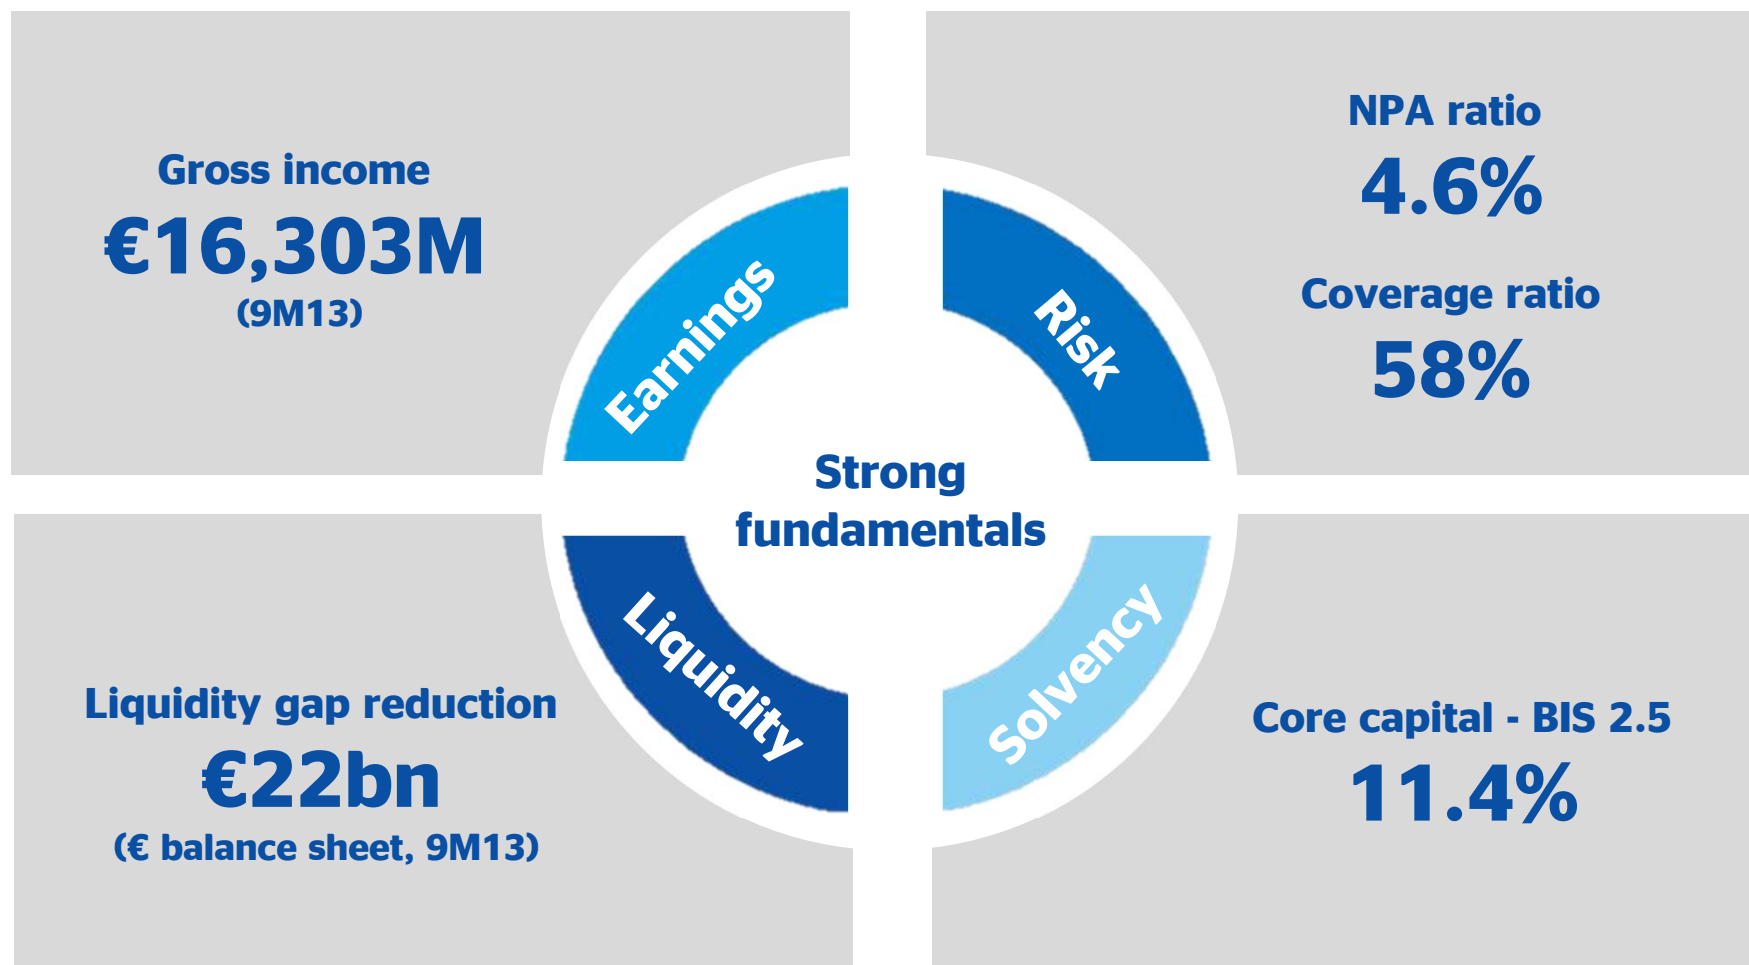 Gross income
€16,303M
(9M13)
Earnings
NPA ratio
4.6%
Coverage ratio
58%
Risk
Strong
fundamentals
Liquidity gap reduction
€22bn
(€ balance sheet, 9M13)
Liquidity
Solvency
Core capital - BIS 2.5
11.4%